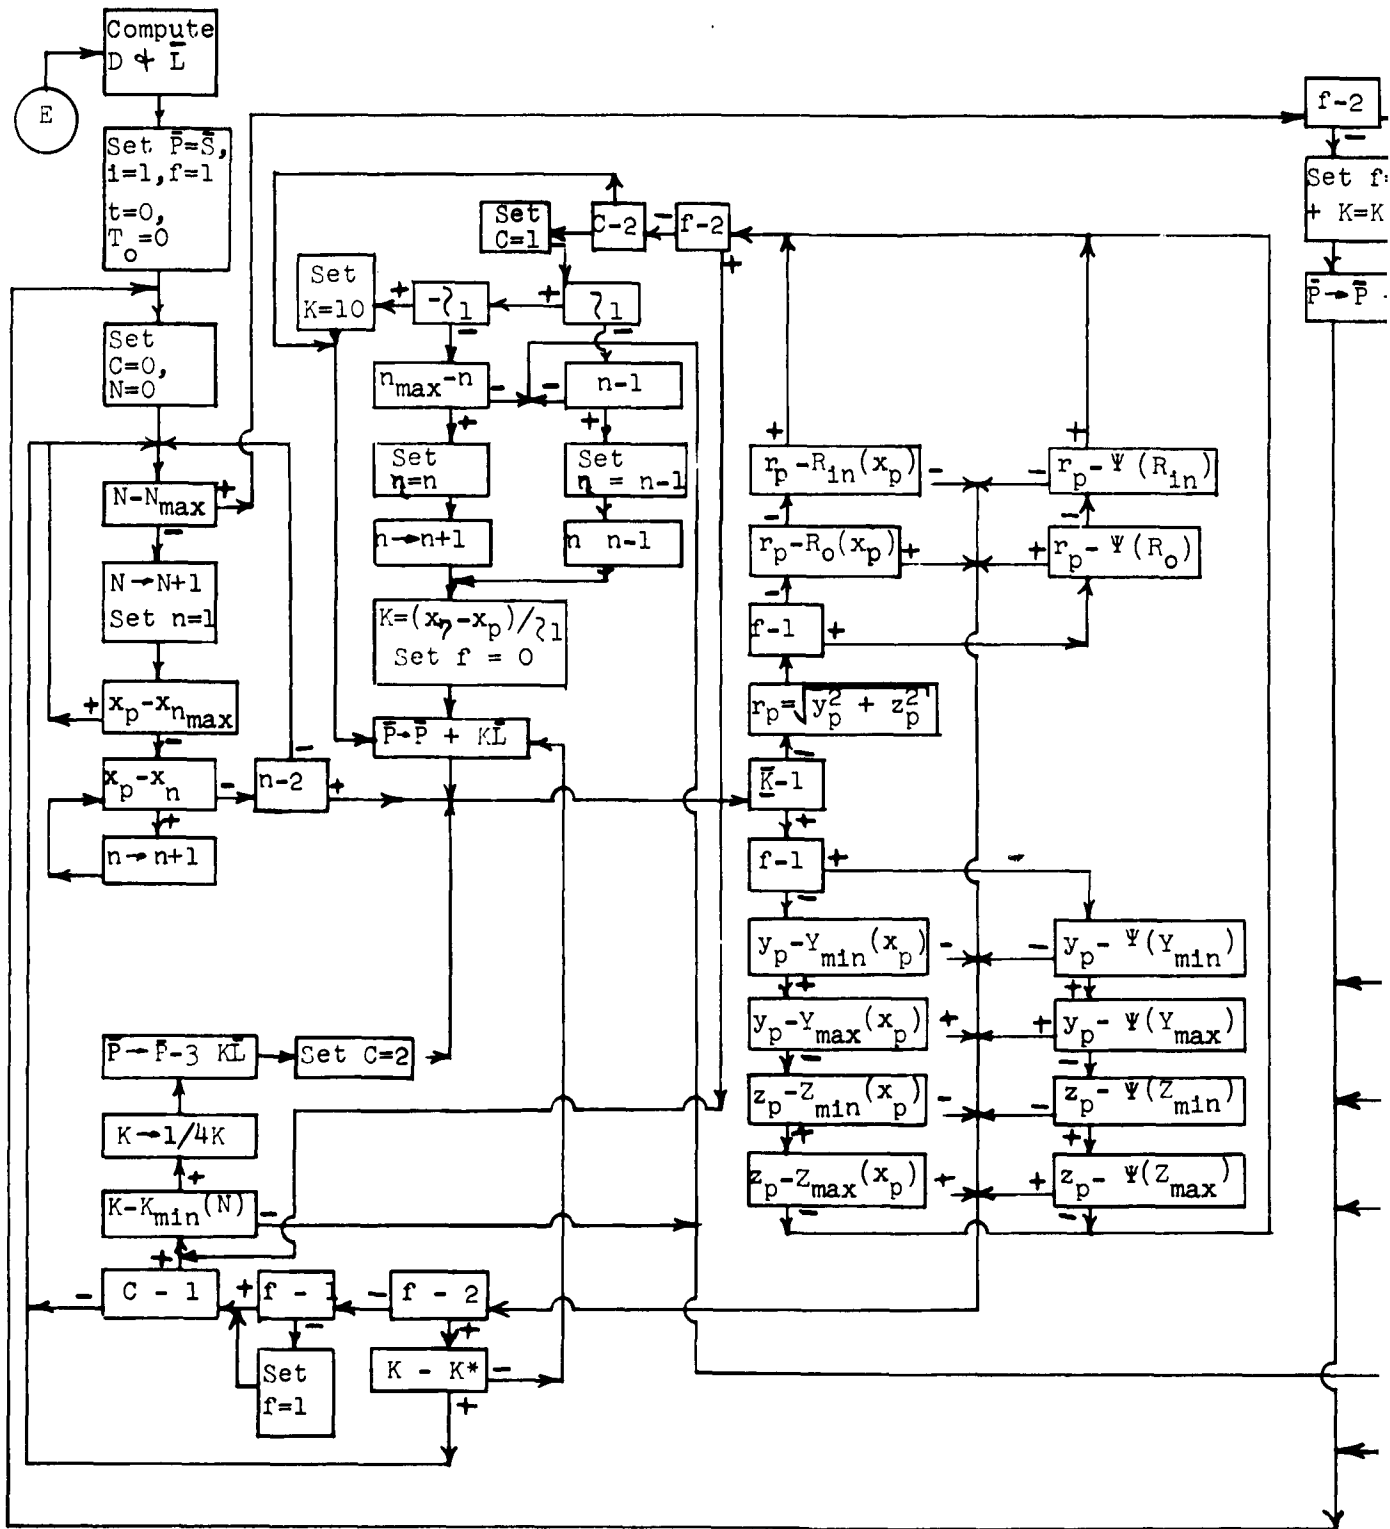 Compute
D & L̄
E
Set P̄=S̄,
i=1,f=1
t=0,
T₀=0
Set
C=0,
N=0
N-Nmax
+
-
N→N+1
Set n=1
+
xp-xnmax
-
xp-xn
-
+
n→n+1
n-2
-
+
P̄→P̄-3 KL̄
Set C=2
K→1/4K
+
K-Kmin(N)
-
+
C - 1
-
+
f - 1
-
-
f - 2
+
Set
f=1
K - K*
-
+
Set
C=1
C-2
-
f-2
+
Set
K=10
+
-ζ1
-
+
ζ1
-
nmax-n
-
+
-
n-1
+
Set
η=n
Set
η = n-1
n→n+1
n n-1
K=(xη-xp)/ζ1
Set f = 0
P̄→P̄ + KL̄
+
rp-Rin(xp)
-
+
-
rp-Ψ(Rin)
-
rp-Ro(xp)
+
-
+
rp-Ψ(Ro)
-
f-1
+
rp=√yp²+ zp²
-
K̄-1
+
f-1
+
-
yp-Ymin(xp)
-
-
yp- Ψ(Ymin)
+
+
yp-Ymax(xp)
+
+
yp- Ψ(Ymax)
-
-
zp-Zmin(xp)
-
-
zp- Ψ(Zmin)
+
+
zp-Zmax(xp)
+
+
zp- Ψ(Zmax)
-
-
f-2
-
Set f=
+ K=K
P̄→P̄ -